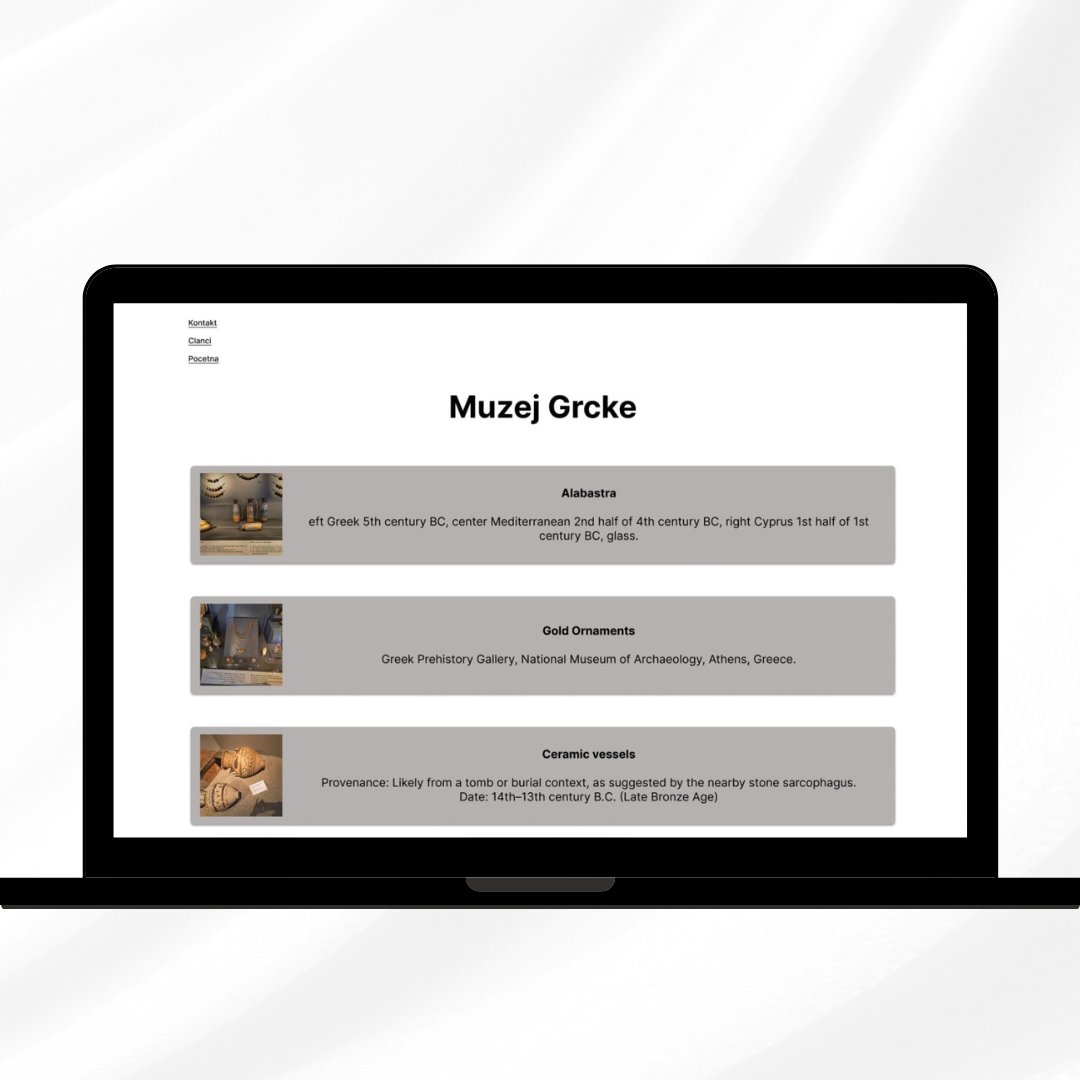 Kontakt
Clanci
Pocetna
Muzej Grcke
Alabastra
eft Greek 5th century BC, center Mediterranean 2nd half of 4th century BC, right Cyprus 1st half of 1st
century BC, glass.
Gold Ornaments
Greek Prehistory Gallery, National Museum of Archaeology, Athens, Greece.
Ceramic vessels
Provenance: Likely from a tomb or burial context, as suggested by the nearby stone sarcophagus.
Date: 14th–13th century B.C. (Late Bronze Age)